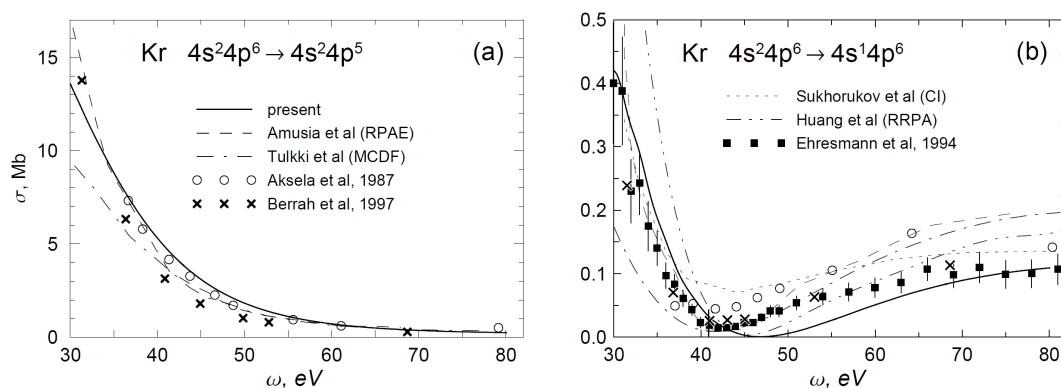 Kr 4s²4p⁶ → 4s²4p⁵ (a)
present
Amusia et al (RPAE)
Tulkki et al (MCDF)
Aksela et al, 1987
Berrah et al, 1997
σ, Mb
15
10
5
0
30 40 50 60 70 80
ω, eV
Kr 4s²4p⁶ → 4s¹4p⁶ (b)
Sukhorukov et al (CI)
Huang et al (RRPA)
Ehresmann et al, 1994
0.5
0.4
0.3
0.2
0.1
0.0
30 40 50 60 70 80
ω, eV